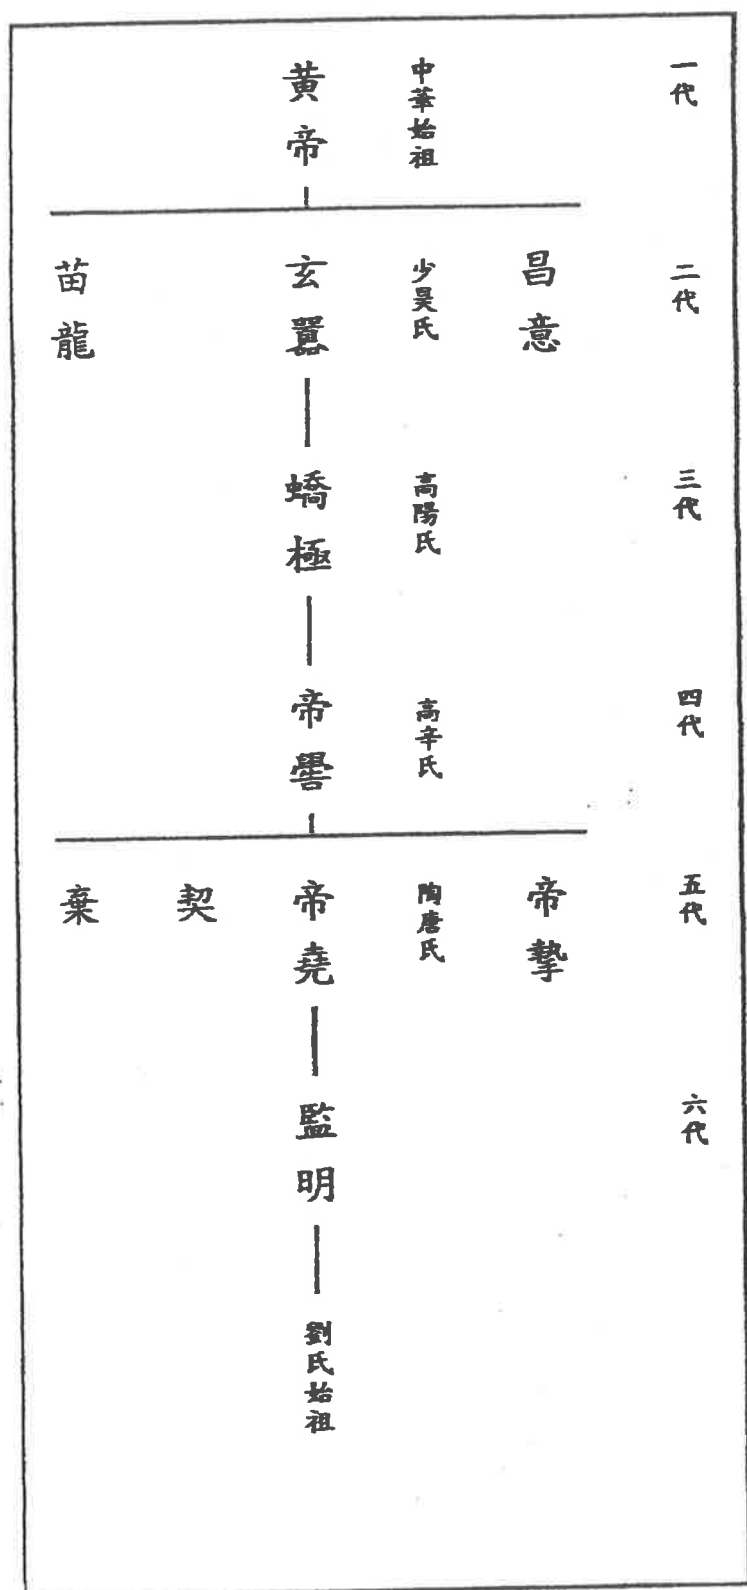 一代
中華始祖
黃帝
二代
昌意
少昊氏
玄囂
苗龍
三代
高陽氏
蟜極
四代
高辛氏
帝嚳
五代
帝摯
陶唐氏
帝堯
契
棄
六代
監明
劉氏始祖